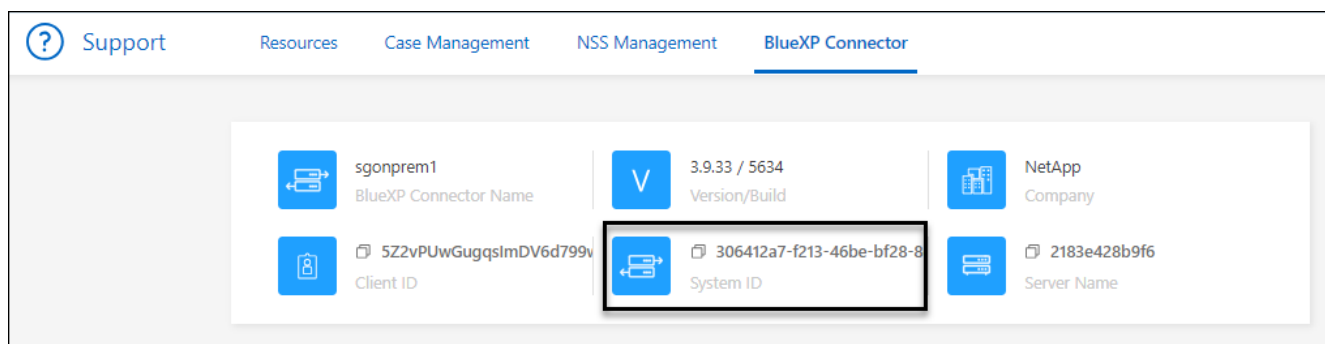 ? Support Resources Case Management NSS Management BlueXP Connector
sgonprem1
BlueXP Connector Name
V
3.9.33 / 5634
Version/Build
NetApp
Company
5Z2vPUwGugqsImDV6d799
Client ID
306412a7-f213-46be-bf28-8
System ID
2183e428b9f6
Server Name